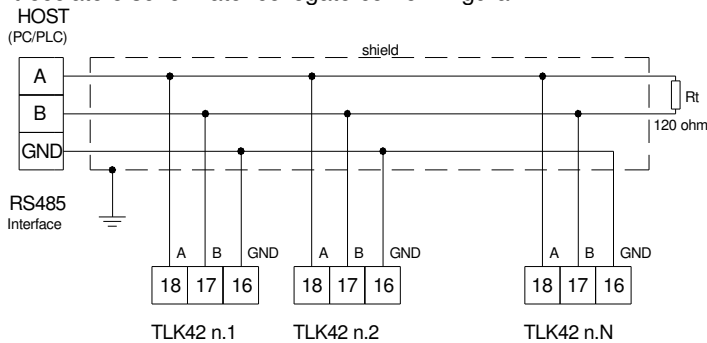 HOST
(PC/PLC)
shield
A
B
GND
Rt
120 ohm
RS485
Interface
A B GND
A B GND
A B GND
18 17 16
18 17 16
18 17 16
TLK42 n.1
TLK42 n.2
TLK42 n.N